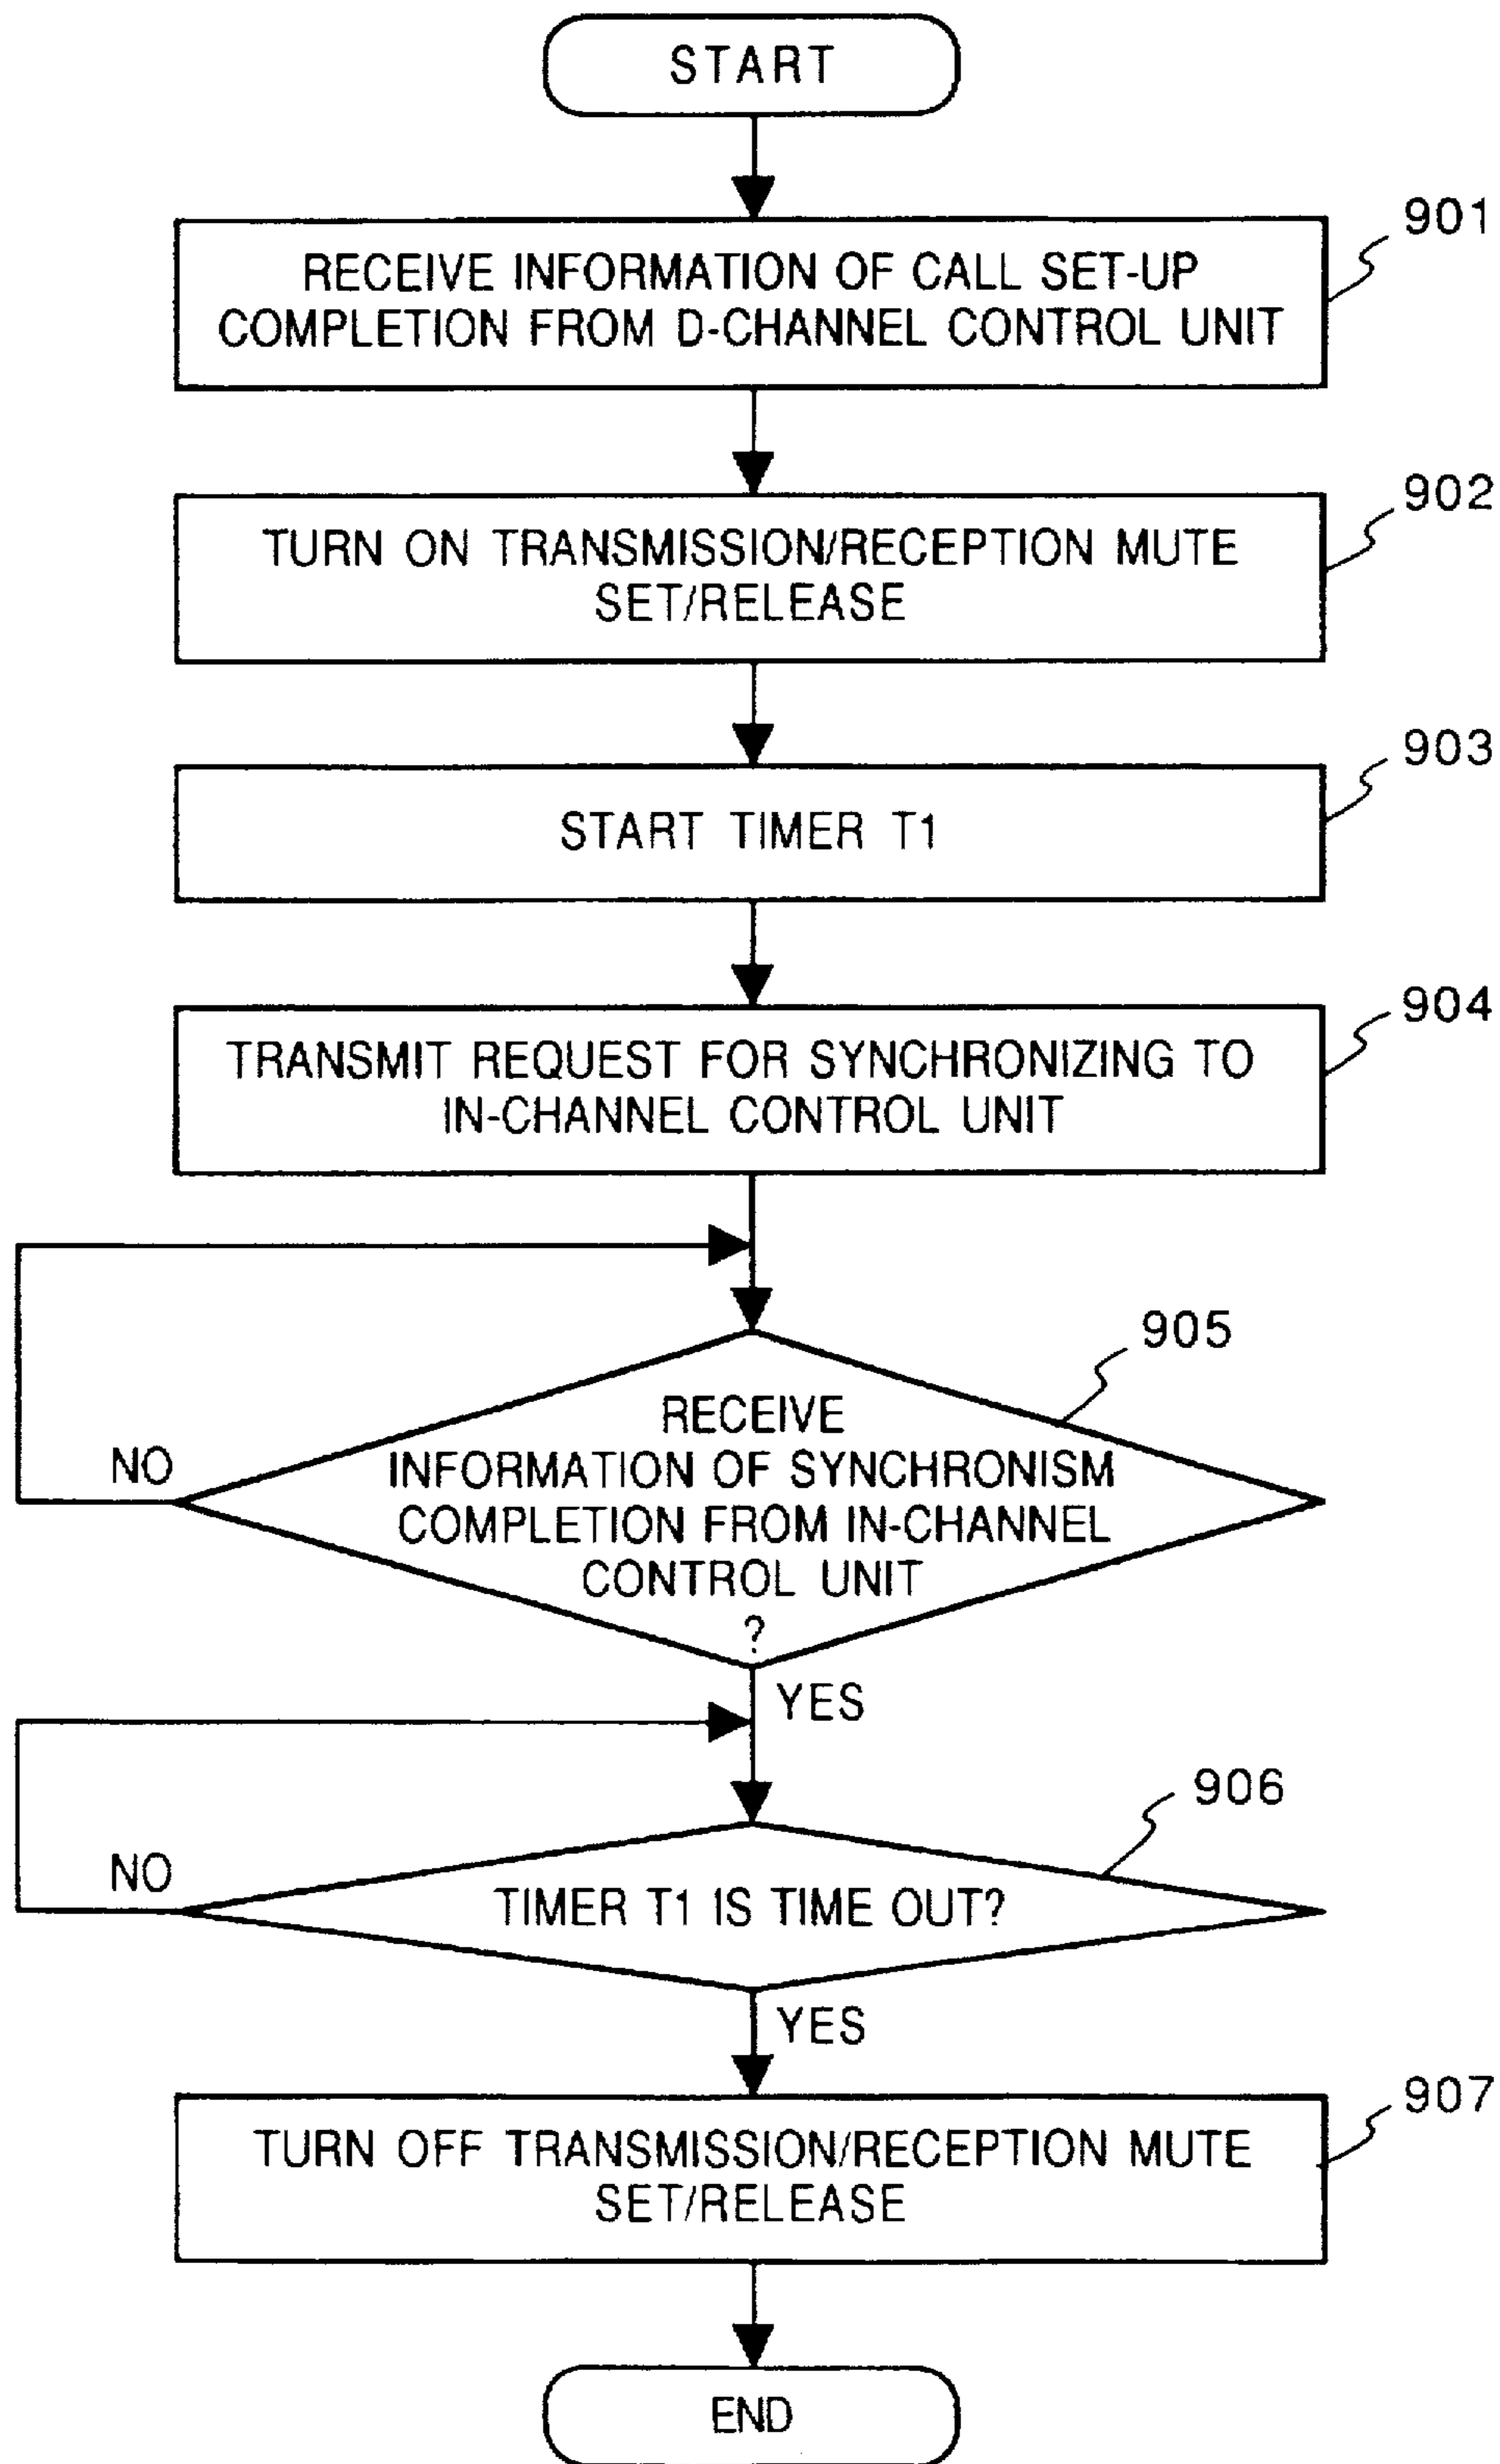 START
901
RECEIVE INFORMATION OF CALL SET-UP
COMPLETION FROM D-CHANNEL CONTROL UNIT
902
TURN ON TRANSMISSION/RECEPTION MUTE
SET/RELEASE
903
START TIMER T1
904
TRANSMIT REQUEST FOR SYNCHRONIZING TO
IN-CHANNEL CONTROL UNIT
905
RECEIVE
INFORMATION OF SYNCHRONISM
COMPLETION FROM IN-CHANNEL
CONTROL UNIT
?
NO
YES
906
TIMER T1 IS TIME OUT?
NO
YES
907
TURN OFF TRANSMISSION/RECEPTION MUTE
SET/RELEASE
END